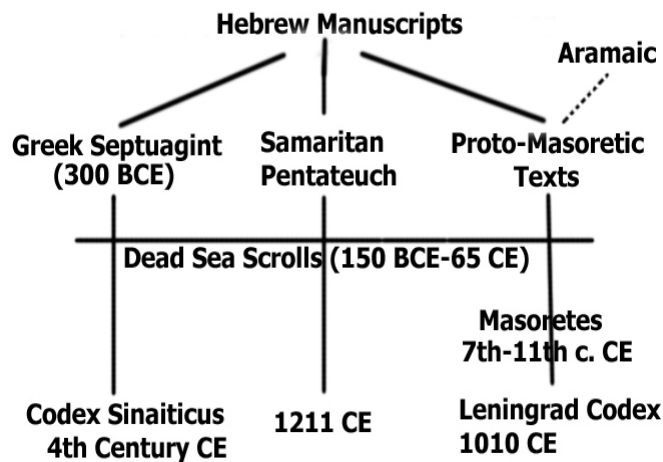 Hebrew Manuscripts
Aramaic
Greek Septuagint
(300 BCE)
Samaritan
Pentateuch
Proto-Masoretic
Texts
Dead Sea Scrolls (150 BCE-65 CE)
Masoretes
7th-11th c. CE
Codex Sinaiticus
4th Century CE
1211 CE
Leningrad Codex
1010 CE